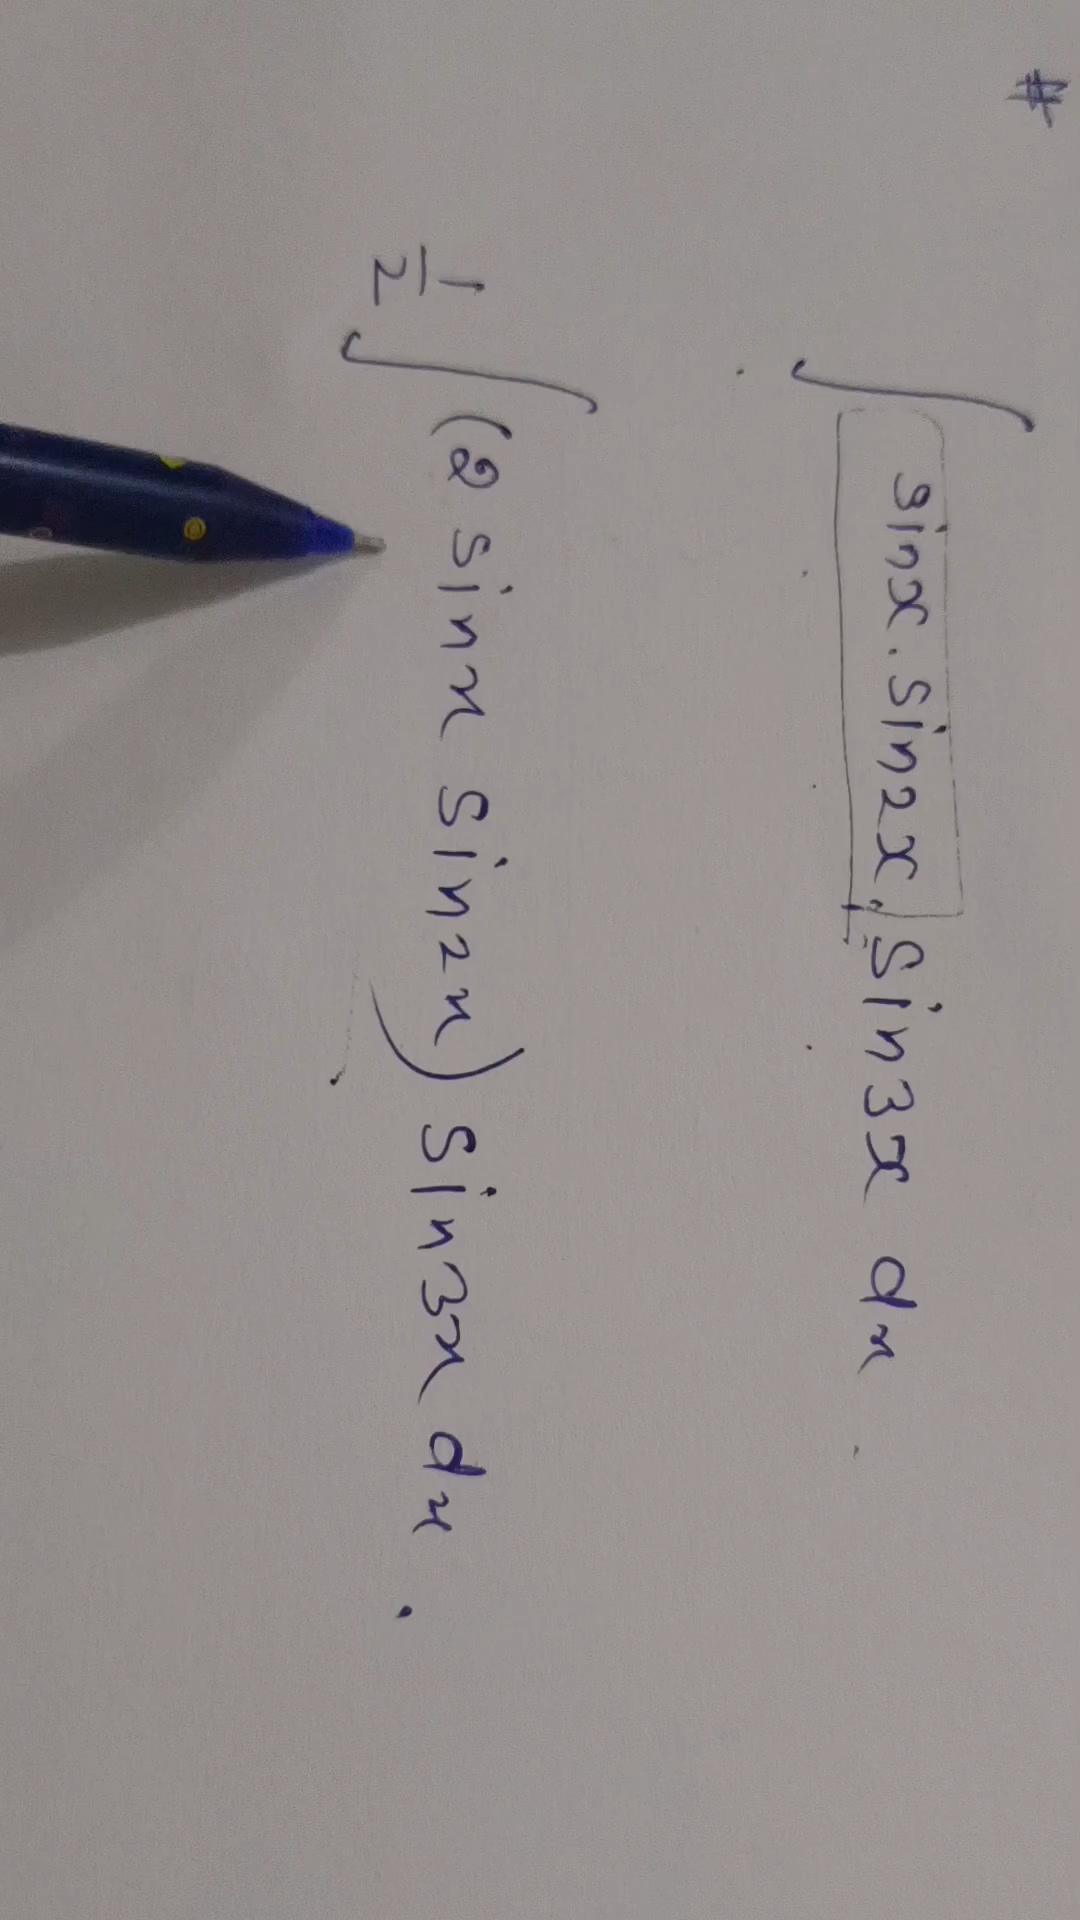 #
∫ sinx . sin2x . sin3x dx
1/2 ∫ (2 sinx sin2x) sin3x dx .